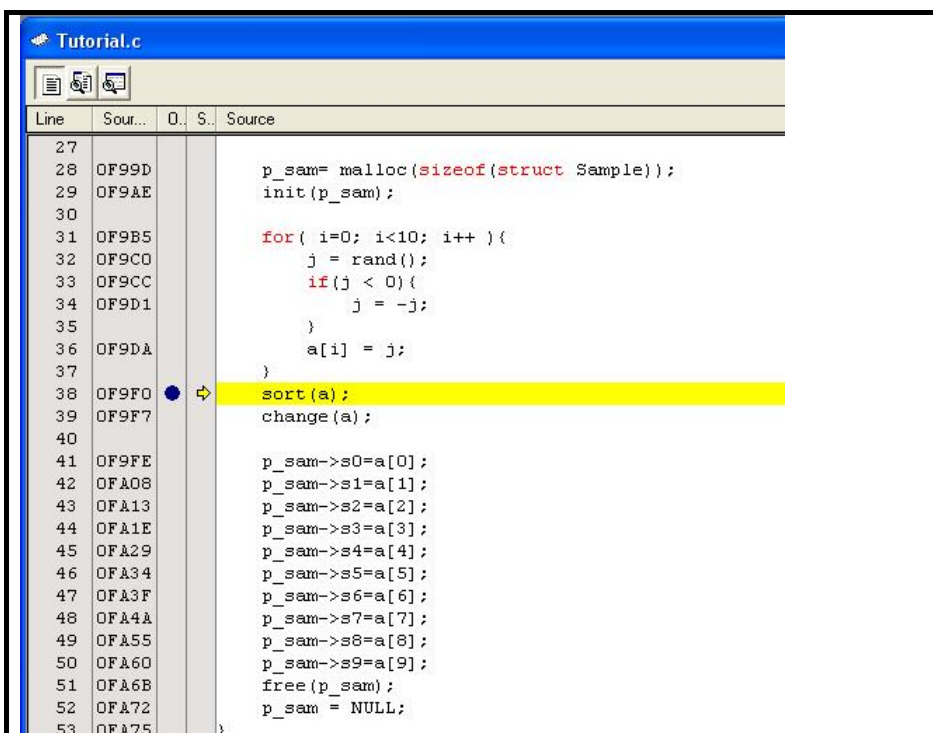 Tutorial.c
Line Sour... O.. S.. Source
27
28 0F99D p_sam= malloc(sizeof(struct Sample));
29 0F9AE init(p_sam);
30
31 0F9B5 for( i=0; i<10; i++ ){
32 0F9C0 j = rand();
33 0F9CC if(j < 0){
34 0F9D1 j = -j;
35 }
36 0F9DA a[i] = j;
37 }
38 0F9F0 sort(a);
39 0F9F7 change(a);
40
41 0F9FE p_sam->s0=a[0];
42 0FA08 p_sam->s1=a[1];
43 0FA13 p_sam->s2=a[2];
44 0FA1E p_sam->s3=a[3];
45 0FA29 p_sam->s4=a[4];
46 0FA34 p_sam->s5=a[5];
47 0FA3F p_sam->s6=a[6];
48 0FA4A p_sam->s7=a[7];
49 0FA55 p_sam->s8=a[8];
50 0FA60 p_sam->s9=a[9];
51 0FA6B free(p_sam);
52 0FA72 p_sam = NULL;
53 0FA75 }